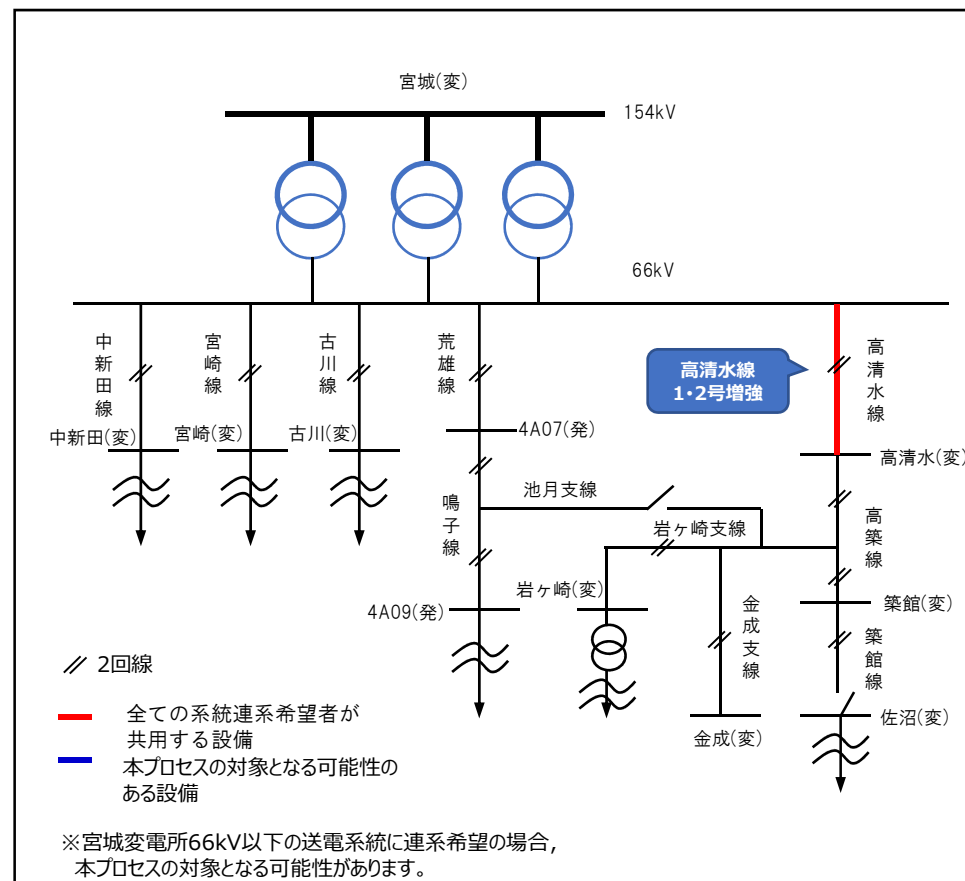 宮城(変)
154kV
66kV
中新田線
宮崎線
古川線
荒雄線
高清水線
高清水線
1・2号増強
中新田(変)
宮崎(変)
古川(変)
4A07(発)
高清水(変)
池月支線
鳴子線
岩ヶ崎支線
高築線
4A09(発)
岩ヶ崎(変)
金成支線
築館(変)
築館線
金成(変)
佐沼(変)
2回線
全ての系統連系希望者が
共用する設備
本プロセスの対象となる可能性の
ある設備
※宮城変電所66kV以下の送電系統に連系希望の場合,
本プロセスの対象となる可能性があります。